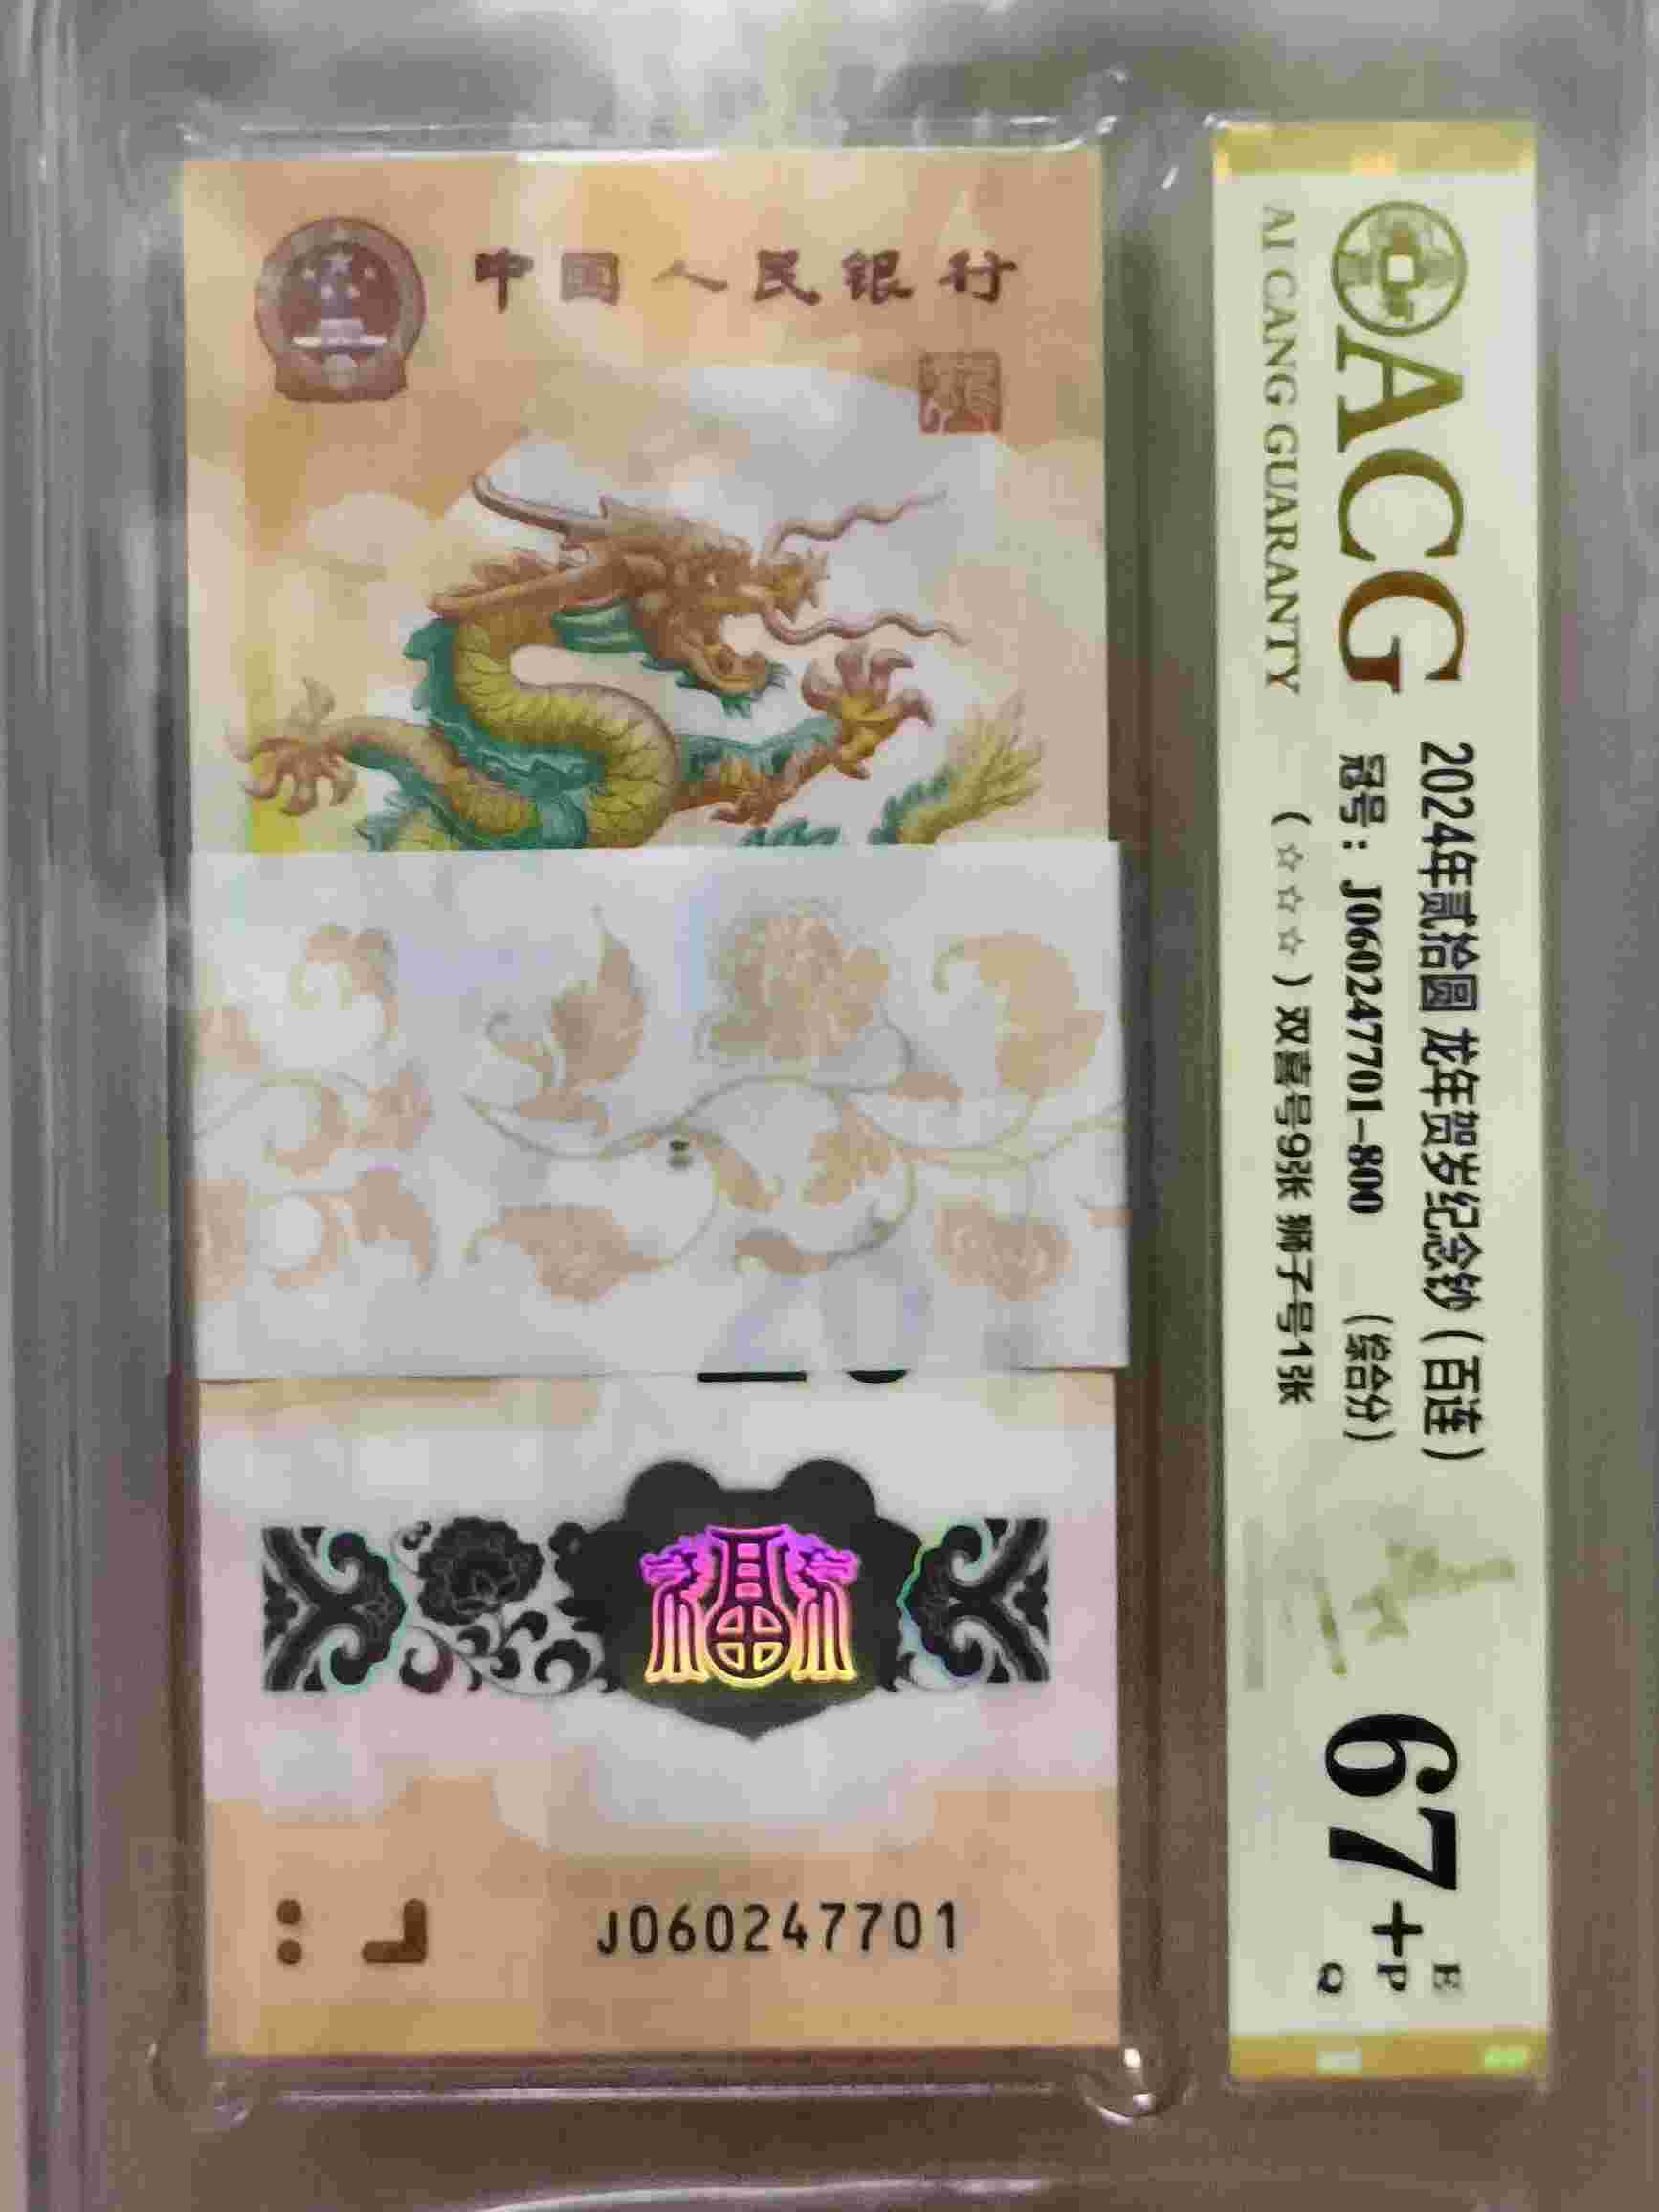 中国人民银行
龍
J060247701
ACG
AI CANG GUARANTY
2024年贰拾圆 龙年贺岁纪念钞（百连）
冠号：J060247701-800 （综合分）
（☆☆☆）双喜号9张 狮子号1张
67+
E
P
Q